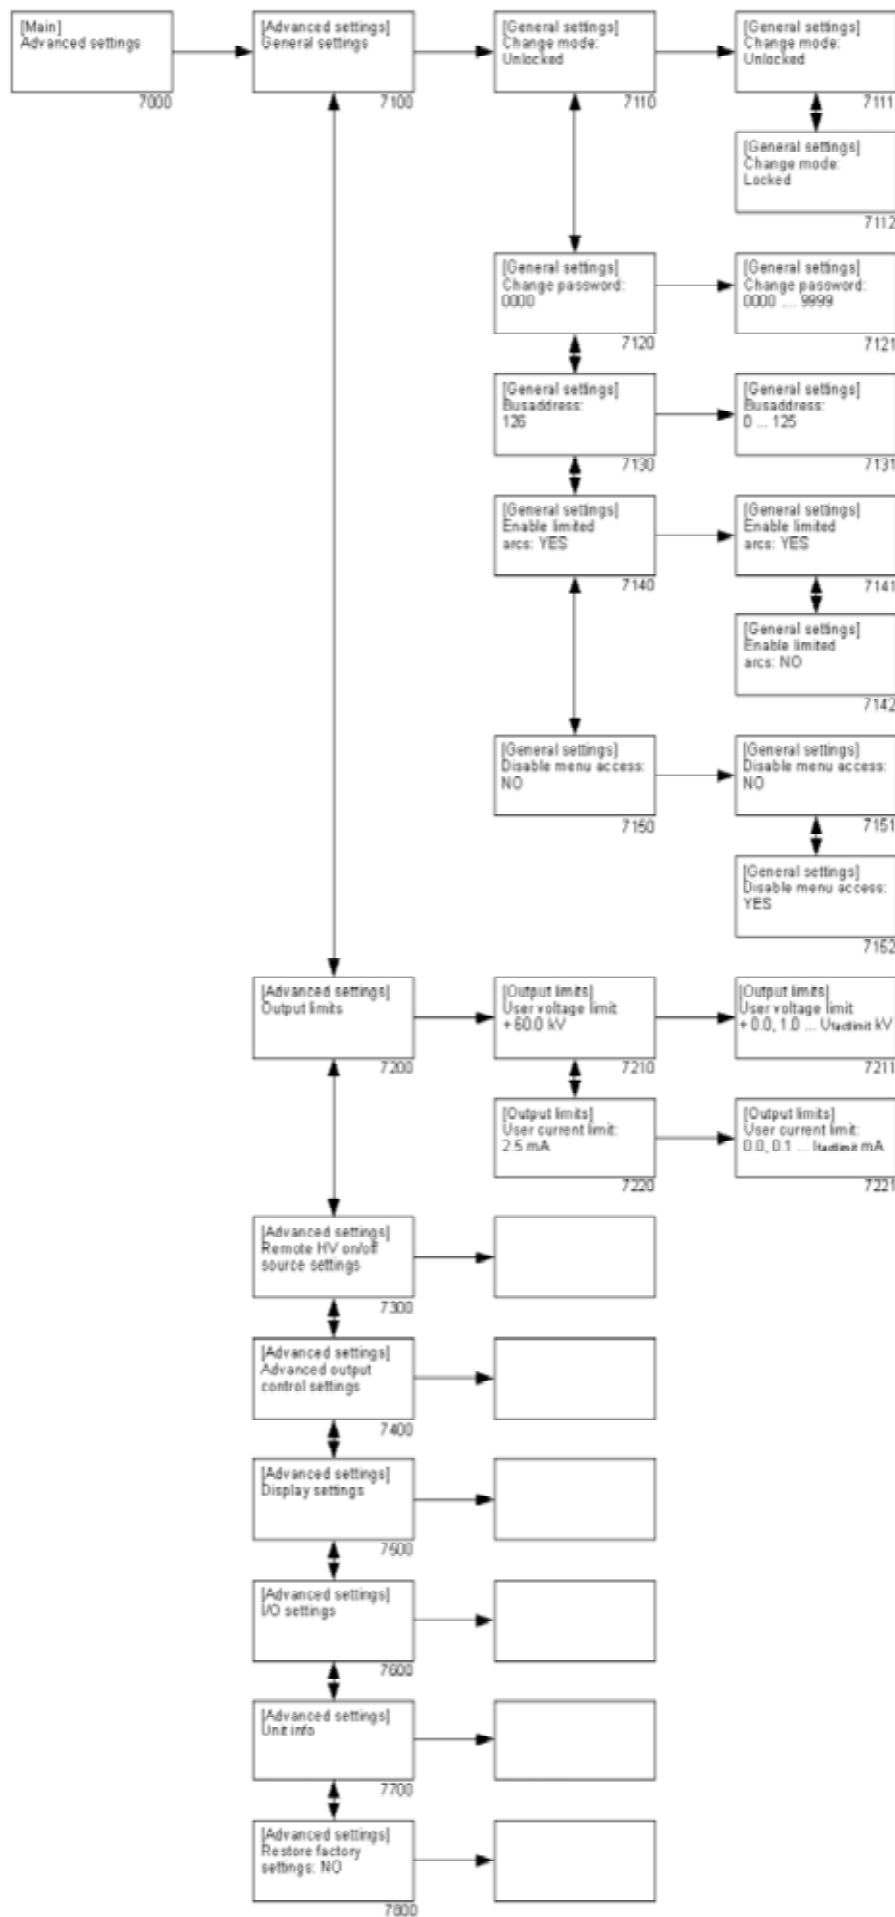 [Main]
Advanced settings
7000
[Advanced settings]
General settings
7100
[General settings]
Change mode:
Unlocked
7110
[General settings]
Change mode:
Unlocked
7111
[General settings]
Change mode:
Locked
7112
[General settings]
Change password:
0000
7120
[General settings]
Change password:
0000 ... 9999
7121
[General settings]
Busaddress:
126
7130
[General settings]
Busaddress:
0 ... 125
7131
[General settings]
Enable limited
arcs: YES
7140
[General settings]
Enable limited
arcs: YES
7141
[General settings]
Enable limited
arcs: NO
7142
[General settings]
Disable menu access:
NO
7150
[General settings]
Disable menu access:
NO
7151
[General settings]
Disable menu access:
YES
7152
[Advanced settings]
Output limits
7200
[Output limits]
User voltage limit
+ 60.0 kV
7210
[Output limits]
User voltage limit
+ 0.0, 1.0 ... Ufactlimit kV
7211
[Output limits]
User current limit:
2.5 mA
7220
[Output limits]
User current limit:
0.0, 0.1 ... Ifactlimit mA
7221
[Advanced settings]
Remote HV on/off
source settings
7300
[Advanced settings]
Advanced output
control settings
7400
[Advanced settings]
Display settings
7500
[Advanced settings]
I/O settings
7600
[Advanced settings]
Unit info
7700
[Advanced settings]
Restore factory
settings: NO
7800